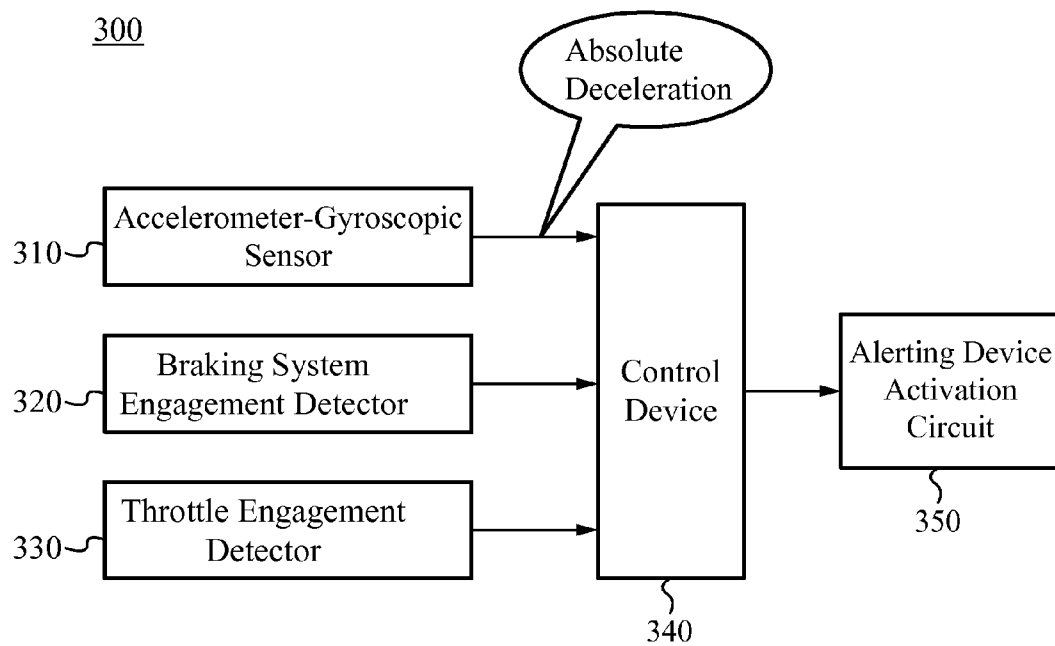 300
Absolute
Deceleration
Accelerometer-Gyroscopic
Sensor
310
Braking System
Engagement Detector
320
Throttle Engagement
Detector
330
Control
Device
340
Alerting Device
Activation
Circuit
350